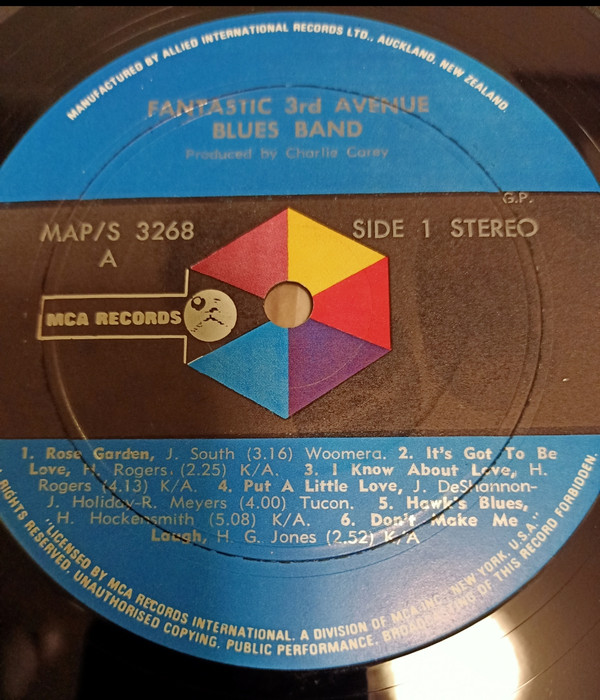 MANUFACTURED BY ALLIED INTERNATIONAL RECORDS LTD., AUCKLAND, NEW ZEALAND.
FANTASTIC 3rd AVENUE
BLUES BAND
Produced by Charlie Carey
G.P.
MAP/S 3268
A
SIDE 1 STEREO
MCA RECORDS
1. Rose Garden, J. South (3.16) Woomera. 2. It's Got To Be
Love, H. Rogers. (2.25) K/A. 3. I Know About Love, H.
Rogers (4.13) K/A. 4. Put A Little Love, J. DeShannon-
J. Holiday-R. Meyers (4.00) Tucon. 5. Hawk's Blues,
H. Hockensmith (5.08) K/A. 6. Don't Make Me
Laugh, H. G. Jones (2.52) K/A
"LICENSED BY MCA RECORDS INTERNATIONAL. A DIVISION OF MCA INC., NEW YORK, U.S.A."
RIGHTS RESERVED. UNAUTHORISED COPYING. PUBLIC PERFORMANCE. BROADCASTING OF THIS RECORD FORBIDDEN.